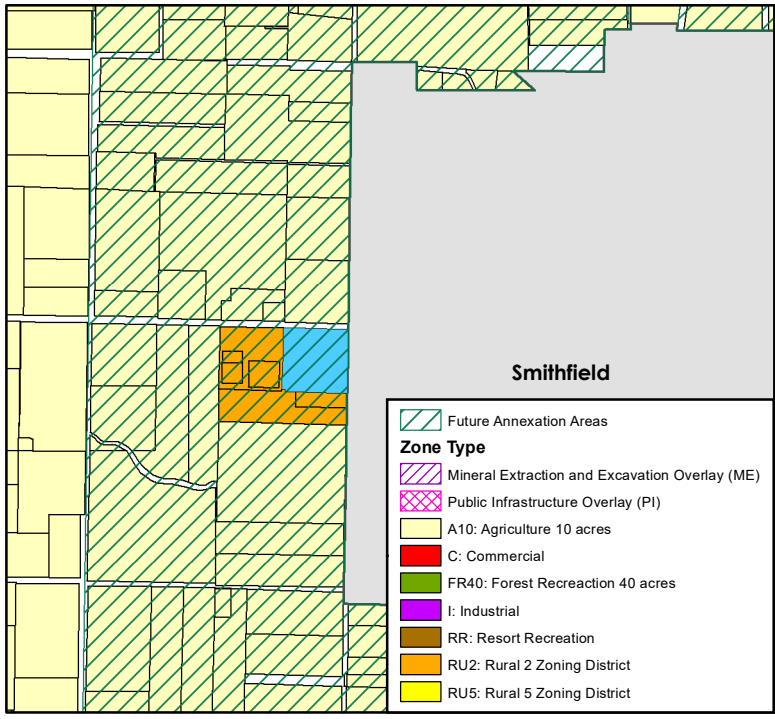 Smithfield
Future Annexation Areas
Zone Type
Mineral Extraction and Excavation Overlay (ME)
Public Infrastructure Overlay (PI)
A10: Agriculture 10 acres
C: Commercial
FR40: Forest Recreaction 40 acres
I: Industrial
RR: Resort Recreation
RU2: Rural 2 Zoning District
RU5: Rural 5 Zoning District